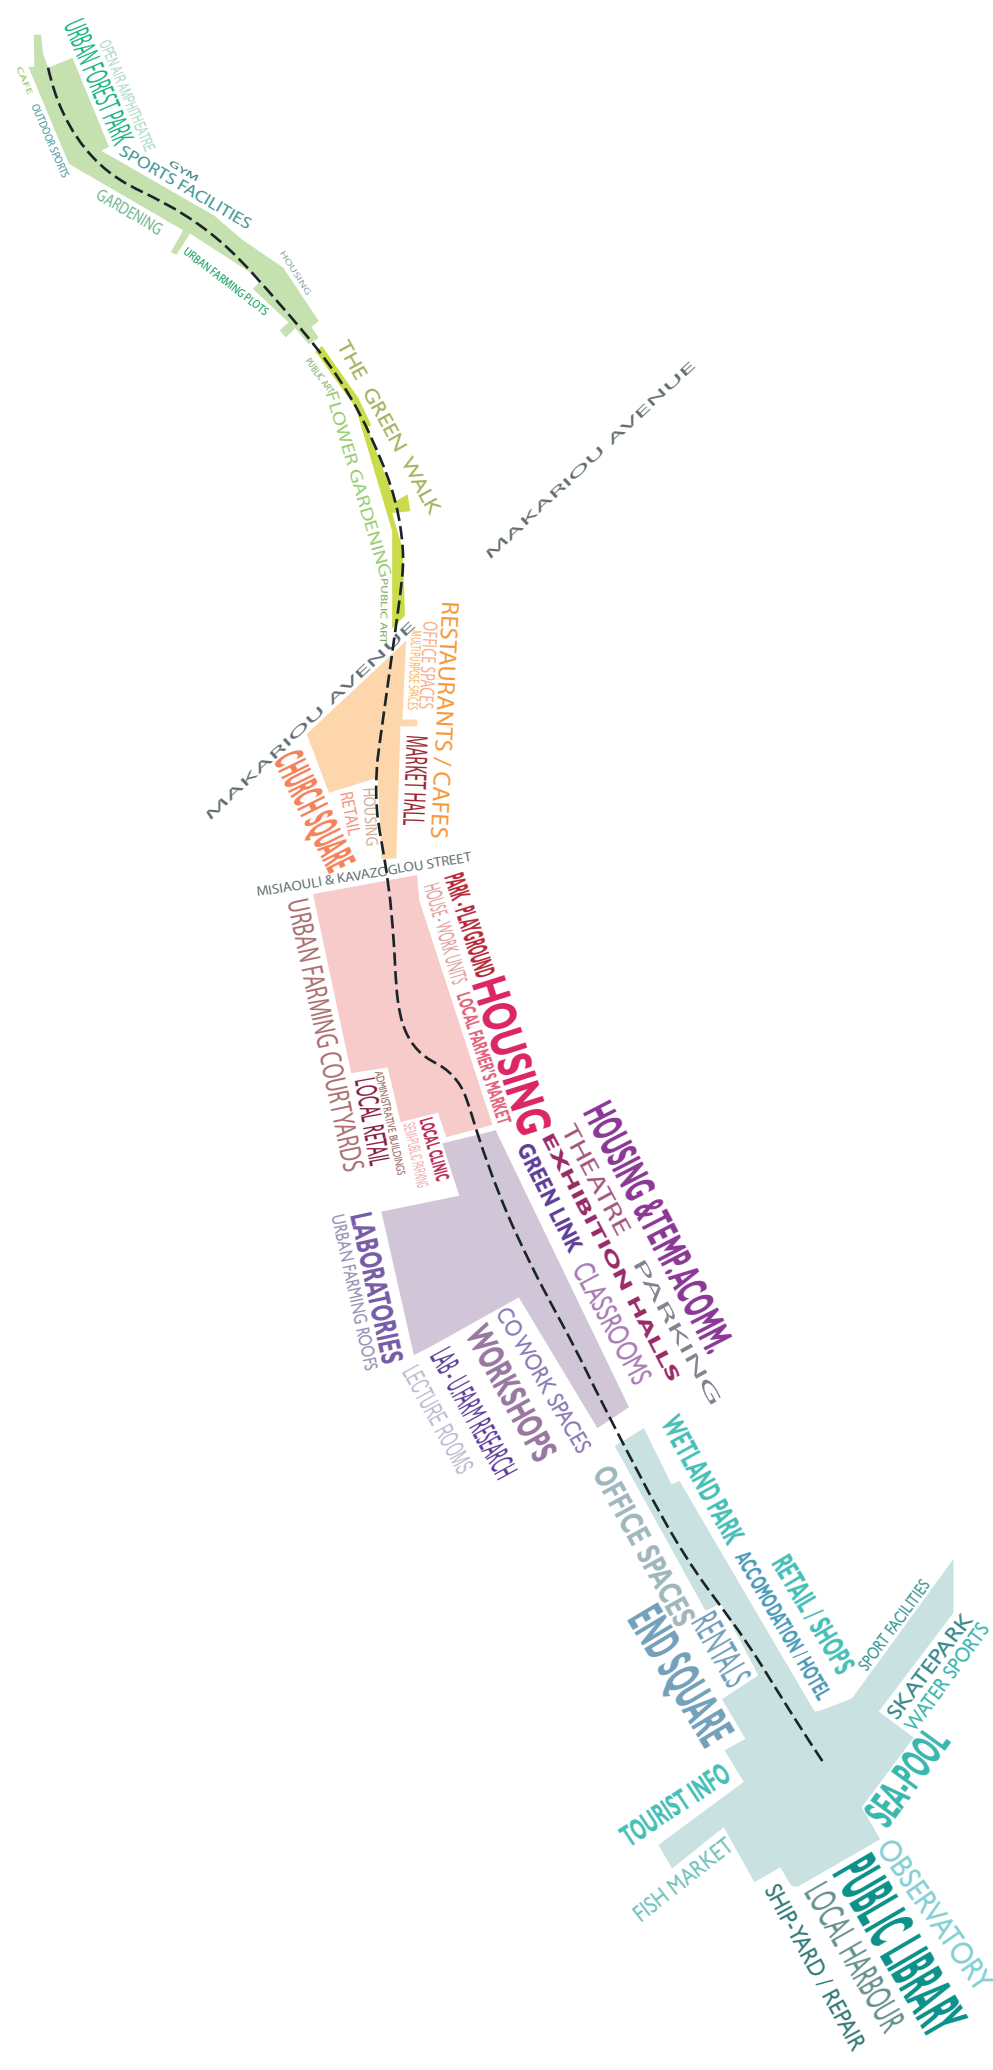 URBAN FOREST PARK
OPEN AIR AMPHITHEATRE
CAFE
OUTDOOR SPORTS
GYM
SPORTS FACILITIES
GARDENING
URBAN FARMING PLOTS
HOUSING
THE GREEN WALK
PUBLIC ART
FLOWER GARDENING
PUBLIC ART
MAKARIOU AVENUE
MAKARIOU AVENUE
RESTAURANTS / CAFES
OFFICE SPACES
MULTIPURPOSE SPACES
MARKET HALL
CHURCH SQUARE
RETAIL
HOUSING
MISIAOULI & KAVAZOGLOU STREET
PARK - PLAYGROUND
HOUSE - WORK UNITS
HOUSING
LOCAL FARMER'S MARKET
URBAN FARMING COURTYARDS
LOCAL RETAIL
ADMINISTRATIVE BUILDINGS
SEMI-PUBLIC PARKING
LOCAL CLINIC
HOUSING &TEMP.ACOMM.
THEATRE
PARKING
EXHIBITION HALLS
GREEN LINK
CLASSROOMS
LABORATORIES
URBAN FARMING ROOFS
CO WORK SPACES
WORKSHOPS
LAB - U.FARM RESEARCH
LECTURE ROOMS
WETLAND PARK
OFFICE SPACES
ACCOMODATION / HOTEL
RETAIL / SHOPS
RENTALS
END SQUARE
SPORT FACILITIES
SKATEPARK
WATER SPORTS
SEA-POOL
TOURIST INFO
FISH MARKET
OBSERVATORY
PUBLIC LIBRARY
LOCAL HARBOUR
SHIP-YARD / REPAIR